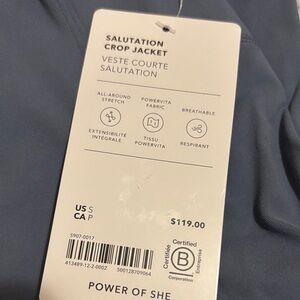 SALUTATION
CROP JACKET
VESTE COURTE
SALUTATION
ALL-AROUND
STRETCH
POWERVITA
FABRIC
BREATHABLE
EXTENSIBILITÉ
INTÉGRALE
TISSU
POWERVITA
RESPIRANT
US S
CA P
$119.00
5907-0017
413489-12-2-0002 500128709064
Certified
Certifiée
B
Corporation
Entreprise
POWER OF SHE